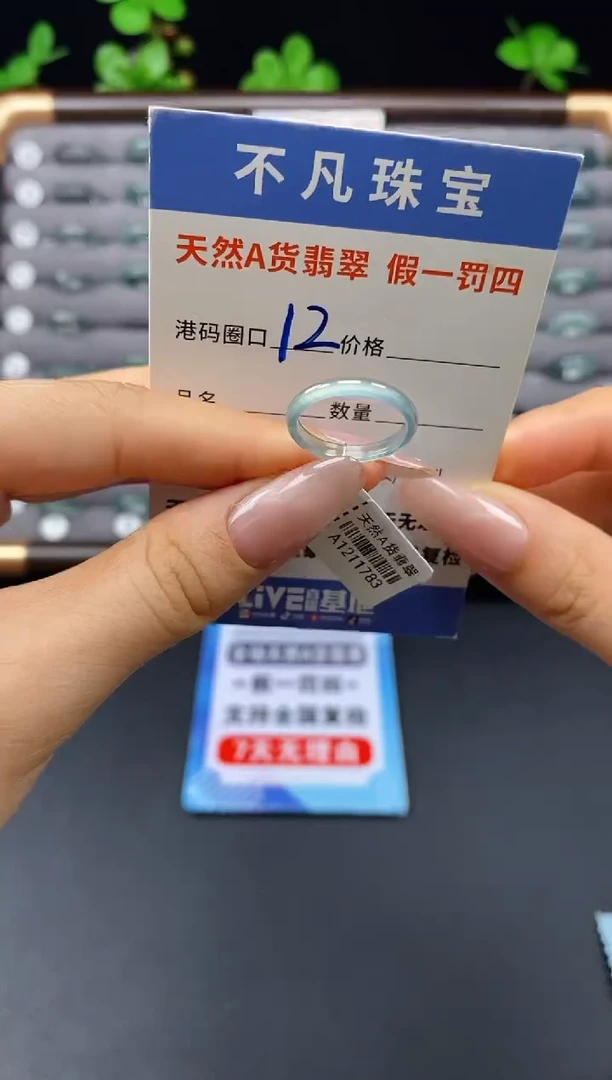 不凡珠宝
天然A货翡翠 假一罚四
港码圈口 12 价格
品名 数量
天然A货翡翠
A1211783
LIVE
假一罚四
支持全国复检
7天无理由